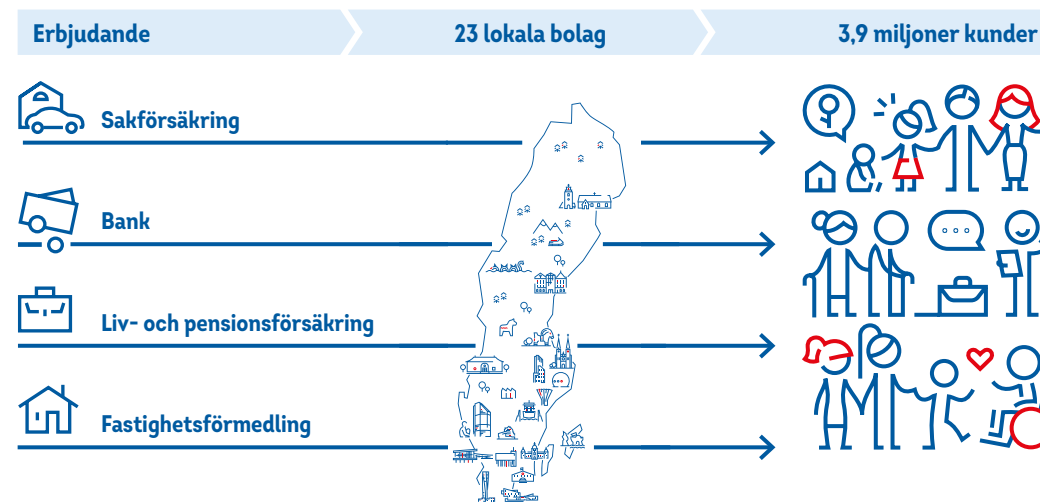 Erbjudande
23 lokala bolag
3,9 miljoner kunder
Sakförsäkring
Bank
Liv- och pensionsförsäkring
Fastighetsförmedling